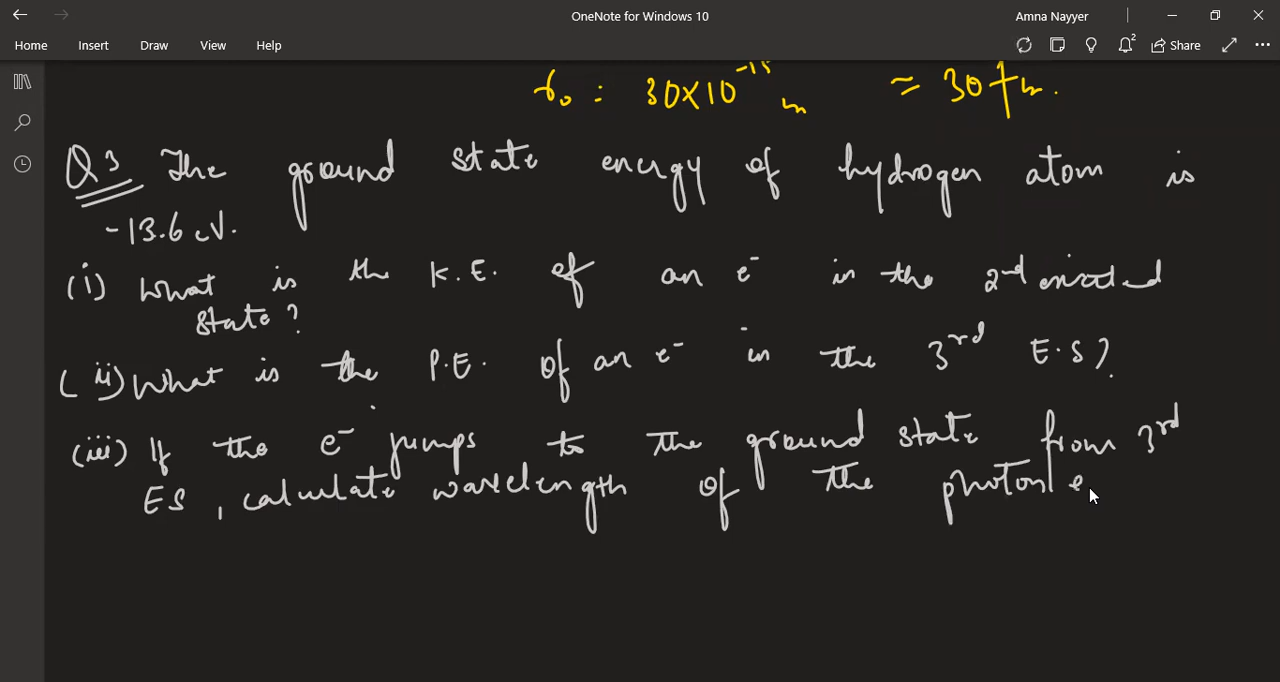 OneNote for Windows 10
Amna Nayyer
Home Insert Draw View Help
2 Share
r₀ : 30×10⁻¹⁵ m ≈ 30 fm.
Q3 The ground state energy of hydrogen atom is
-13.6 eV.
(i) What is the K.E. of an e⁻ in the 2nd excited
state?
(ii) What is the P.E. of an e⁻ in the 3rd E.S?
(iii) If the e⁻ jumps to the ground state from 3rd
ES, calculate wavelength of the photon e